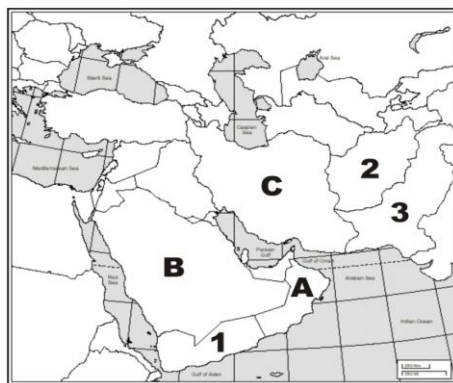 Black Sea
Aral Sea
Caspian
Sea
Mediterranean Sea
2
C
3
Persian
Gulf
Gulf of Oman
B
A
Red
Sea
Arabian Sea
1
Indian Ocean
Gulf of Aden